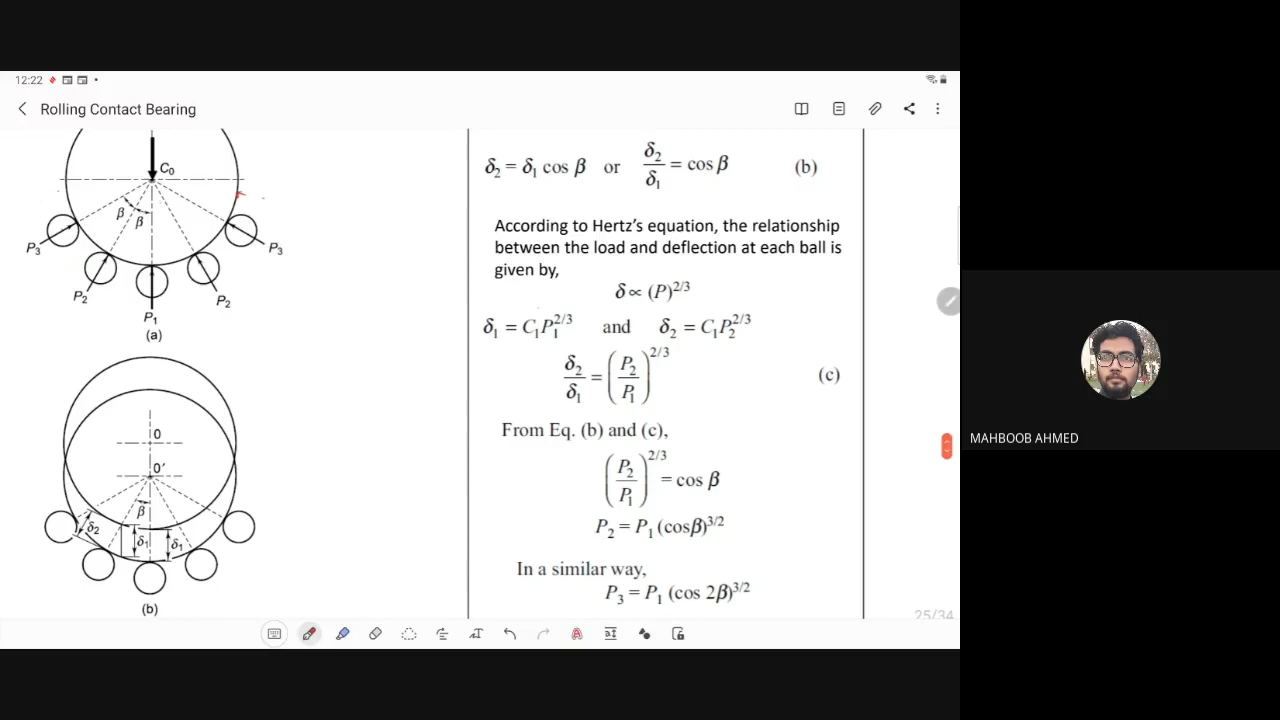 12:22
Rolling Contact Bearing
C₀
β
β
P₃
P₃
P₂
P₂
P₁
(a)
O
O′
β
δ₂
δ₁
δ₁
(b)
δ₂ = δ₁ cos β or δ₂/δ₁ = cos β (b)
According to Hertz's equation, the relationship
between the load and deflection at each ball is
given by,
δ ∝ (P)^2/3
δ₁ = C₁P₁^2/3 and δ₂ = C₁P₂^2/3
δ₂/δ₁ = (P₂/P₁)^2/3 (c)
From Eq. (b) and (c),
(P₂/P₁)^2/3 = cos β
P₂ = P₁ (cosβ)^3/2
In a similar way,
P₃ = P₁ (cos 2β)^3/2
25/34
MAHBOOB AHMED